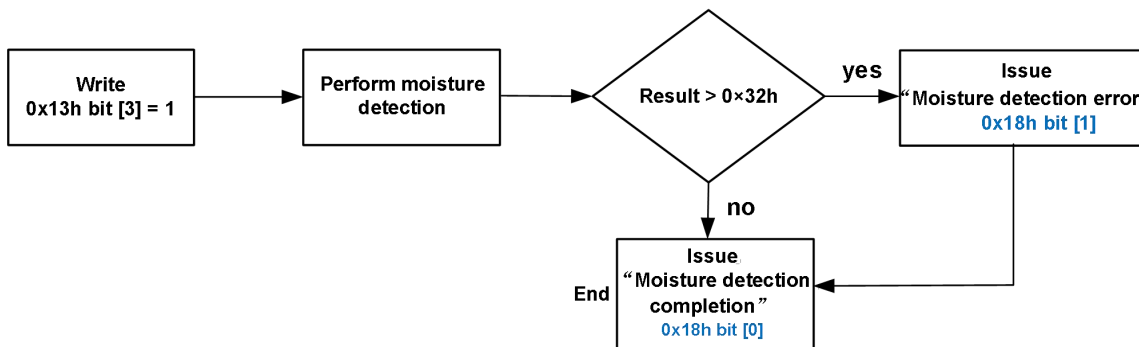 Write
0x13h bit [3] = 1
Perform moisture
detection
Result > 0×32h
yes
Issue
“Moisture detection error
0x18h bit [1]
no
Issue
“Moisture detection
completion”
0x18h bit [0]
End